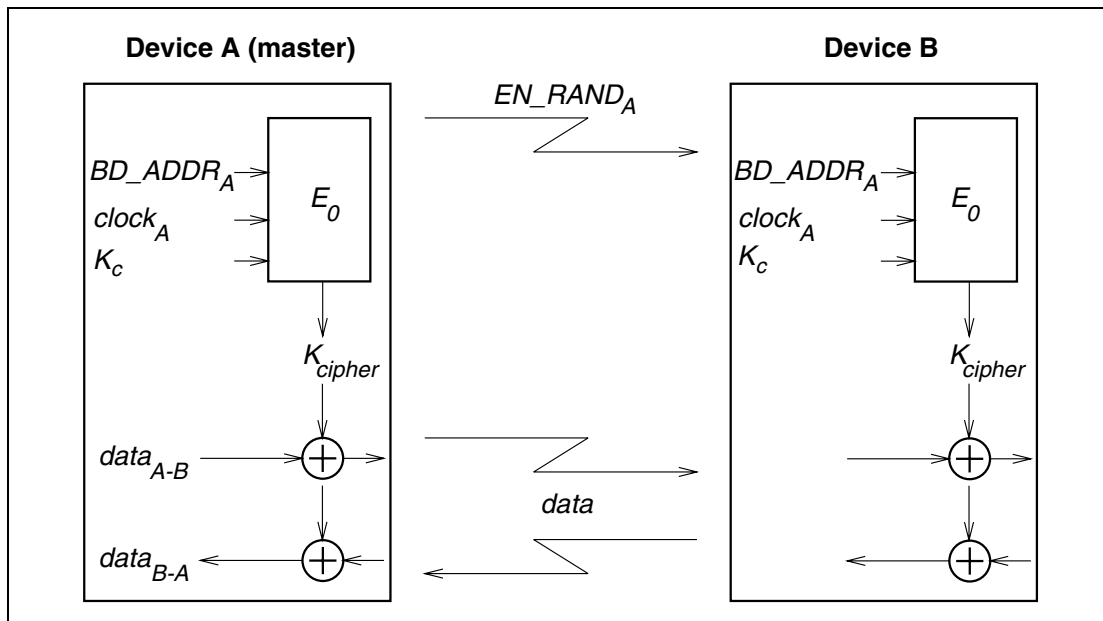 Device A (master)
Device B
EN_RAND_A
BD_ADDR_A
clock_A
K_c
E_0
BD_ADDR_A
clock_A
K_c
E_0
K_cipher
K_cipher
data_A-B
data
data_B-A